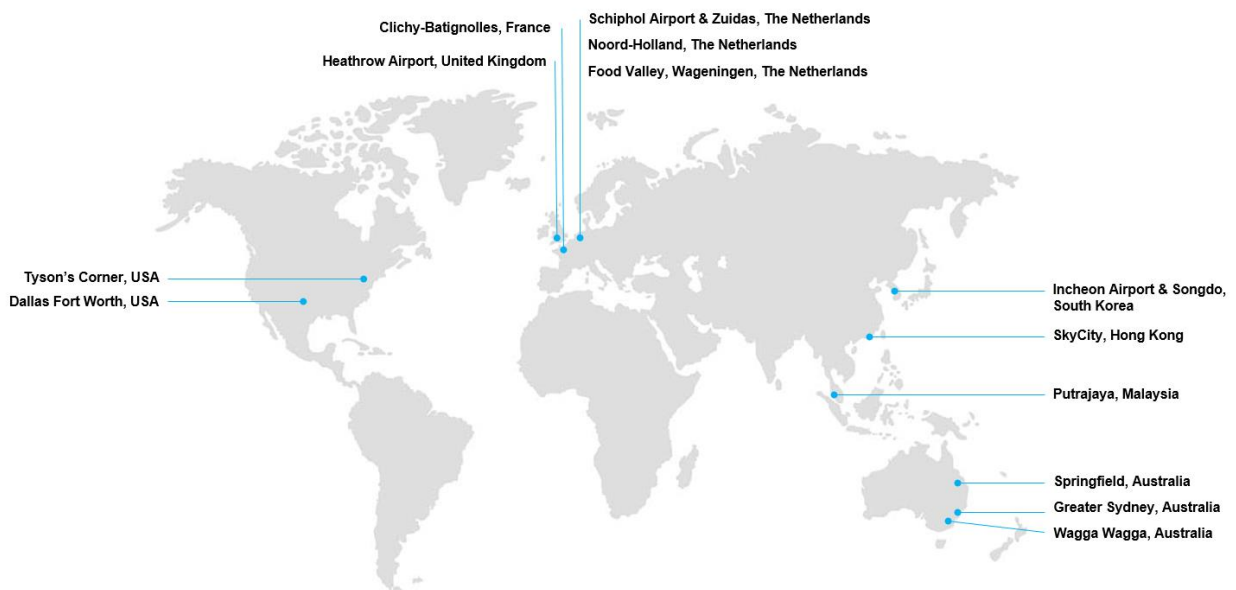 Schiphol Airport & Zuidas, The Netherlands
Clichy-Batignolles, France
Noord-Holland, The Netherlands
Heathrow Airport, United Kingdom
Food Valley, Wageningen, The Netherlands
Tyson's Corner, USA
Dallas Fort Worth, USA
Incheon Airport & Songdo,
South Korea
SkyCity, Hong Kong
Putrajaya, Malaysia
Springfield, Australia
Greater Sydney, Australia
Wagga Wagga, Australia